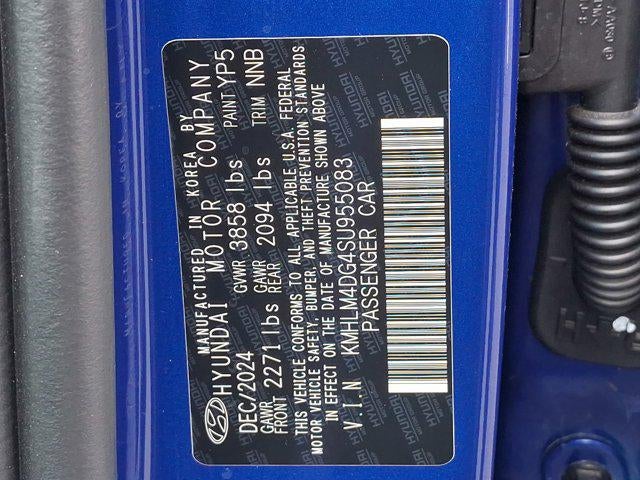 MANUFACTURED IN KOREA BY
HYUNDAI MOTOR COMPANY
DEC/2024 GVWR 3858 lbs PAINT YP5
GAWR FRONT 2271 lbs GAWR REAR 2094 lbs TRIM NNB
THIS VEHICLE CONFORMS TO ALL APPLICABLE U.S.A. FEDERAL
MOTOR VEHICLE SAFETY, BUMPER, AND THEFT PREVENTION STANDARDS
IN EFFECT ON THE DATE OF MANUFACTURE SHOWN ABOVE
V.I.N KMHLM4DG4SU955083
PASSENGER CAR